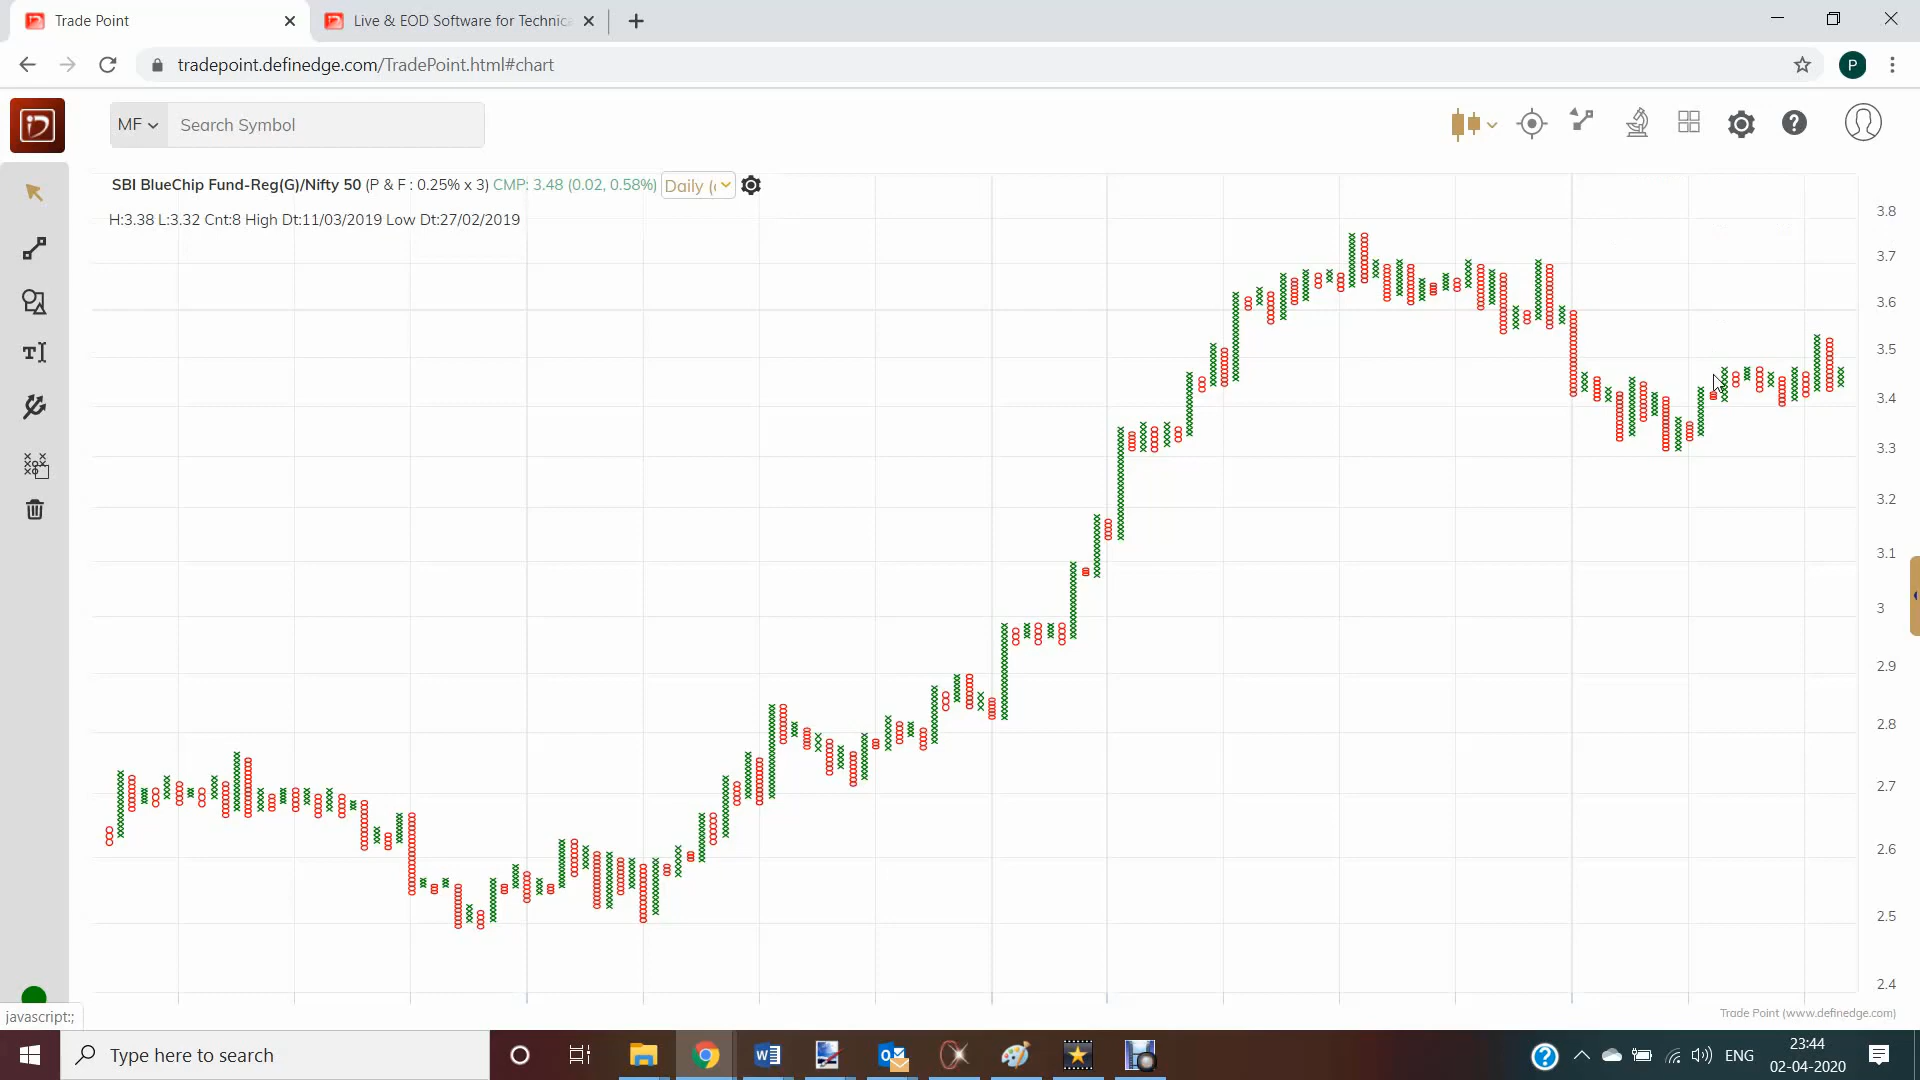 Trade Point
Live & EOD Software for Technic
tradepoint.definedge.com/TradePoint.html#chart
P
MF Search Symbol
SBI BlueChip Fund-Reg(G)/Nifty 50 (P & F : 0.25% x 3) CMP: 3.48 (0.02, 0.58%) Daily (
H:3.38 L:3.32 Cnt:8 High Dt:11/03/2019 Low Dt:27/02/2019
3.8
3.7
3.6
3.5
3.4
3.3
3.2
3.1
3
2.9
2.8
2.7
2.6
2.5
2.4
Trade Point (www.definedge.com)
javascript:;
Type here to search
ENG
23:44
02-04-2020